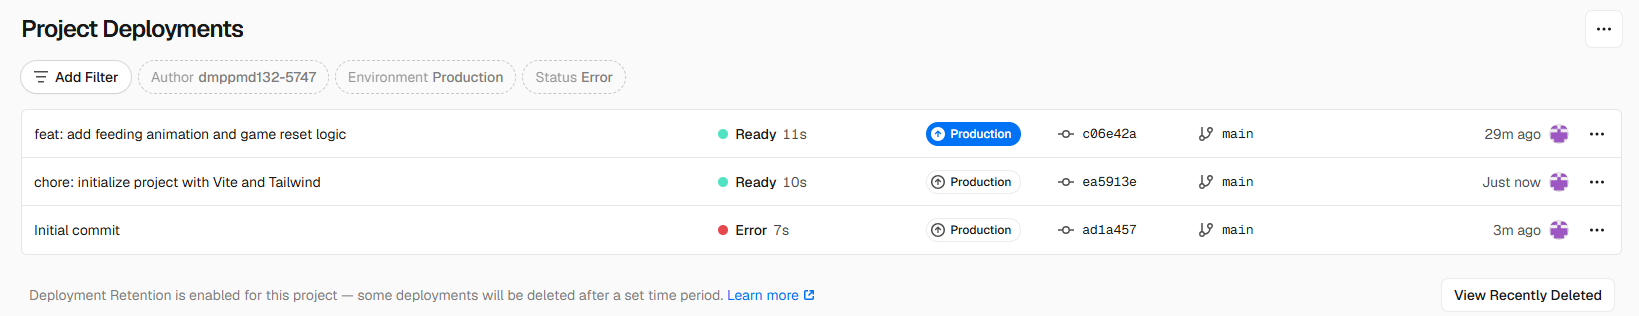 Project Deployments
Add Filter
Author dmppmd132-5747
Environment Production
Status Error
feat: add feeding animation and game reset logic Ready 11s Production c06e42a main 29m ago
chore: initialize project with Vite and Tailwind Ready 10s Production ea5913e main Just now
Initial commit Error 7s Production ad1a457 main 3m ago
Deployment Retention is enabled for this project — some deployments will be deleted after a set time period. Learn more
View Recently Deleted